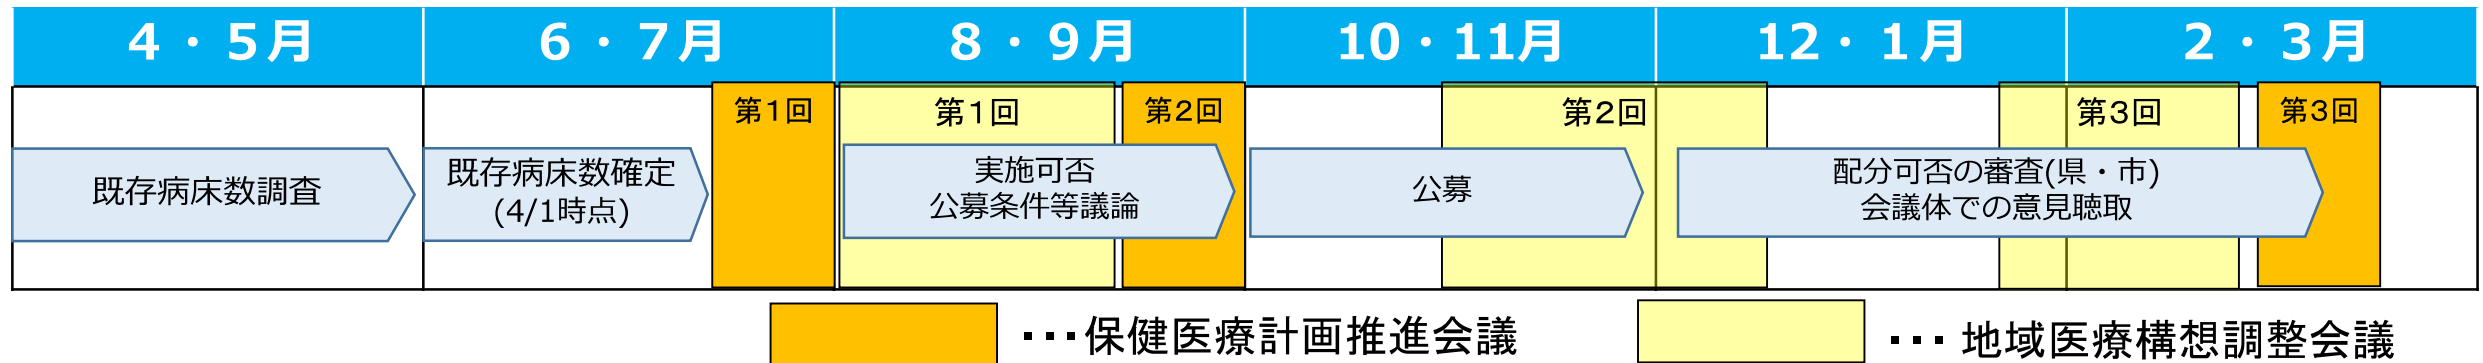 ４・５月
６・７月
８・９月
10・11月
12・１月
２・３月
第１回
第１回
第２回
第２回
第３回
第３回
既存病床数調査
既存病床数確定
(4/1時点)
実施可否
公募条件等議論
公募
配分可否の審査(県・市)
会議体での意見聴取
･･･保健医療計画推進会議
･･･地域医療構想調整会議